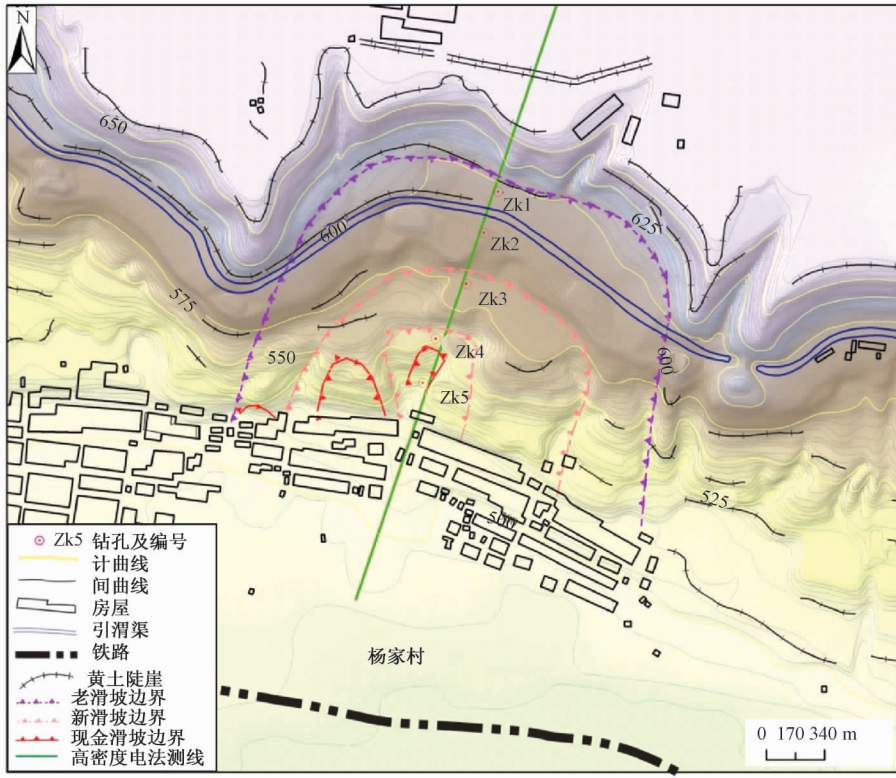 N
650
Zk1
625
Zk2
600
Zk3
575
Zk4
550
600
Zk5
525
500
杨家村
Zk5 钻孔及编号
计曲线
间曲线
房屋
引渭渠
铁路
黄土陡崖
老滑坡边界
新滑坡边界
现金滑坡边界
高密度电法测线
0 170 340 m